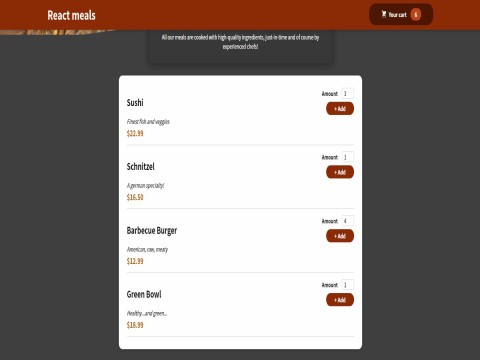 React meals
Your cart 6
All our meals are cooked with high-quality ingredients, just-in-time and of course by
experienced chefs!
Sushi
Amount 3
+ Add
Finest fish and veggies
$22.99
Schnitzel
Amount 1
+ Add
A german specialty!
$16.50
Barbecue Burger
Amount 4
+ Add
American, raw, meaty
$12.99
Green Bowl
Amount 1
+ Add
Healthy...and green...
$18.99